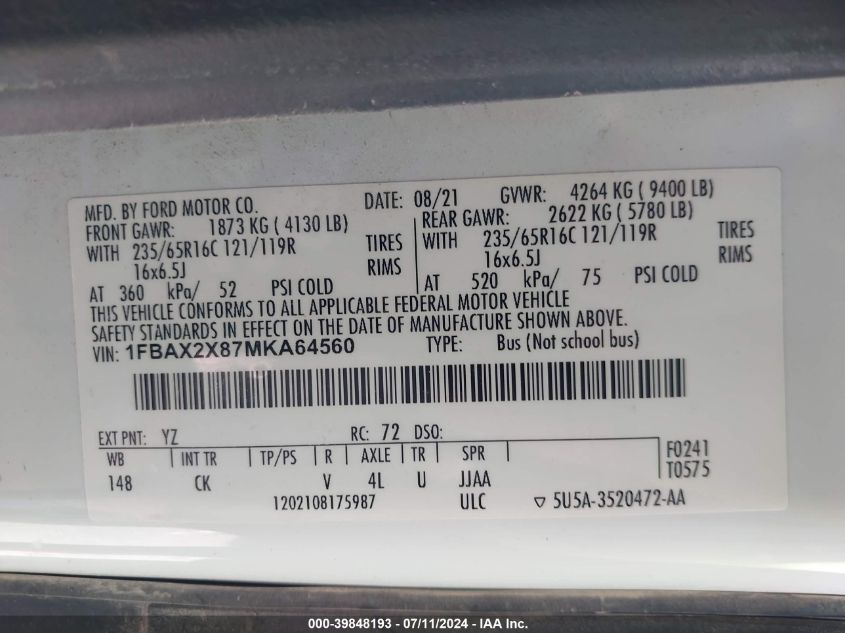 MFD. BY FORD MOTOR CO. DATE: 08/21 GVWR: 4264 KG ( 9400 LB)
FRONT GAWR: 1873 KG ( 4130 LB) REAR GAWR: 2622 KG ( 5780 LB)
WITH 235/65R16C 121/119R TIRES WITH 235/65R16C 121/119R TIRES
16x6.5J RIMS 16x6.5J RIMS
AT 360 kPa/ 52 PSI COLD AT 520 kPa/ 75 PSI COLD
THIS VEHICLE CONFORMS TO ALL APPLICABLE FEDERAL MOTOR VEHICLE
SAFETY STANDARDS IN EFFECT ON THE DATE OF MANUFACTURE SHOWN ABOVE.
VIN: 1FBAX2X87MKA64560 TYPE: Bus (Not school bus)
EXT PNT: YZ RC: 72 DSO:
WB INT TR TP/PS R AXLE TR SPR F0241
148 CK V 4L U JJAA T0575
1202108175987 ULC ▽ 5U5A-3520472-AA
000-39848193 - 07/11/2024 - IAA Inc.